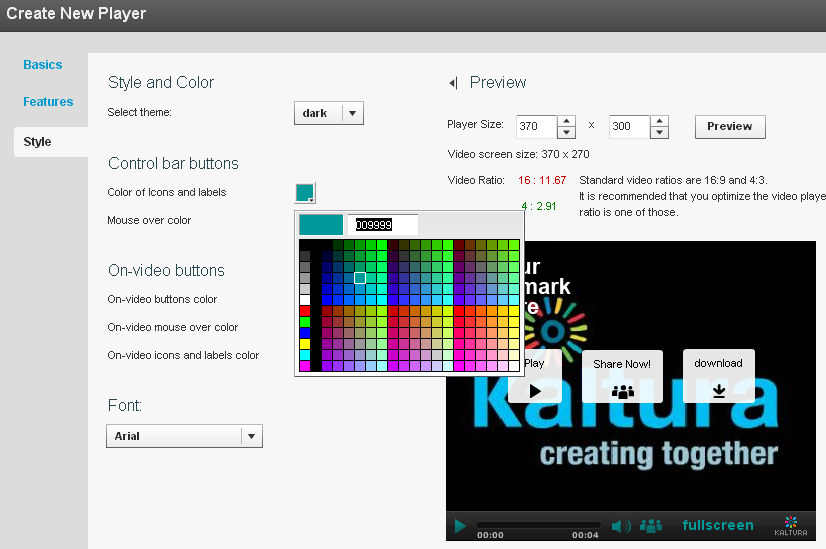 Create New Player
Basics
Features
Style
Style and Color
Select theme:
dark
Control bar buttons
Color of Icons and labels
Mouse over color
009999
On-video buttons
On-video buttons color
On-video mouse over color
On-video icons and labels color
Font:
Arial
Preview
Player Size:
370
x
300
Preview
Video screen size: 370 x 270
Video Ratio:
16 : 11.67
4 : 2.91
Standard video ratios are 16:9 and 4:3.
It is recommended that you optimize the video playe
ratio is one of those.
ur
mark
re
Play
Share Now!
download
kaltura
creating together
00:00
00:04
fullscreen
KALTURA